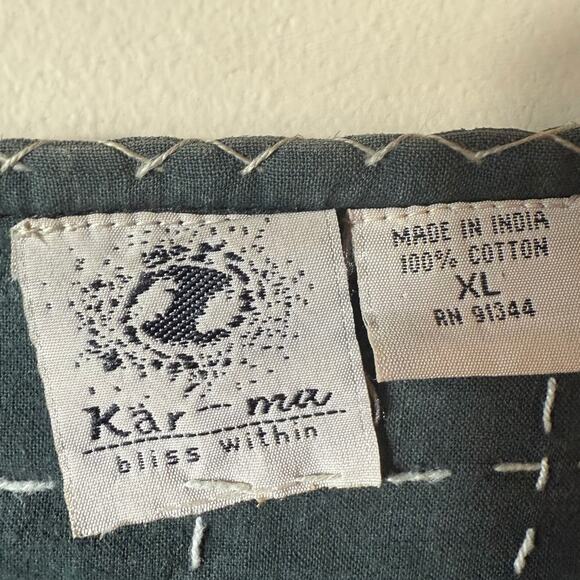 Kär-ma
bliss within
MADE IN INDIA
100% COTTON
XL
RN 91344